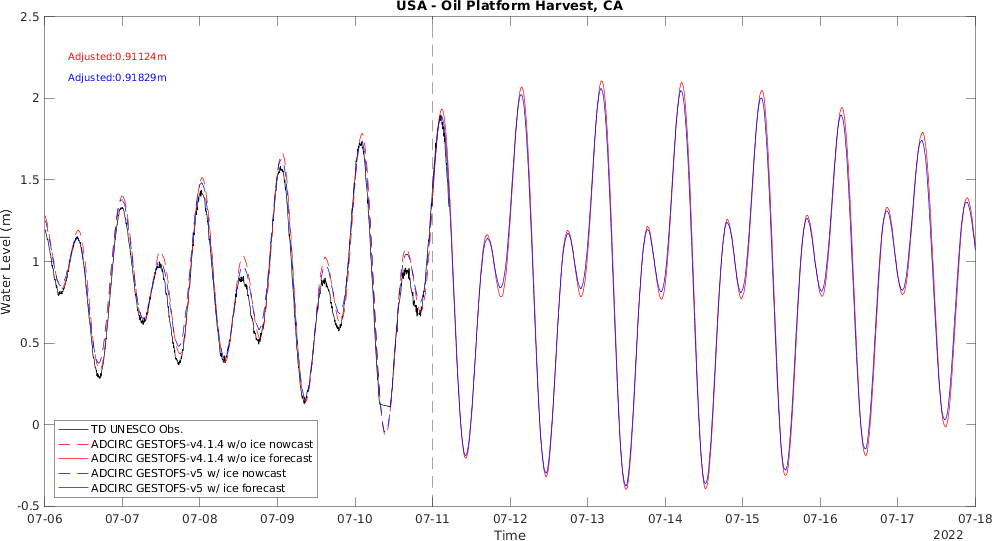 USA - Oil Platform Harvest, CA
2.5
2
1.5
1
0.5
0
-0.5
Water Level (m)
Adjusted:0.91124m
Adjusted:0.91829m
TD UNESCO Obs.
ADCIRC GESTOFS-v4.1.4 w/o ice nowcast
ADCIRC GESTOFS-v4.1.4 w/o ice forecast
ADCIRC GESTOFS-v5 w/ ice nowcast
ADCIRC GESTOFS-v5 w/ ice forecast
07-06 07-07 07-08 07-09 07-10 07-11 07-12 07-13 07-14 07-15 07-16 07-17 07-18
Time
2022